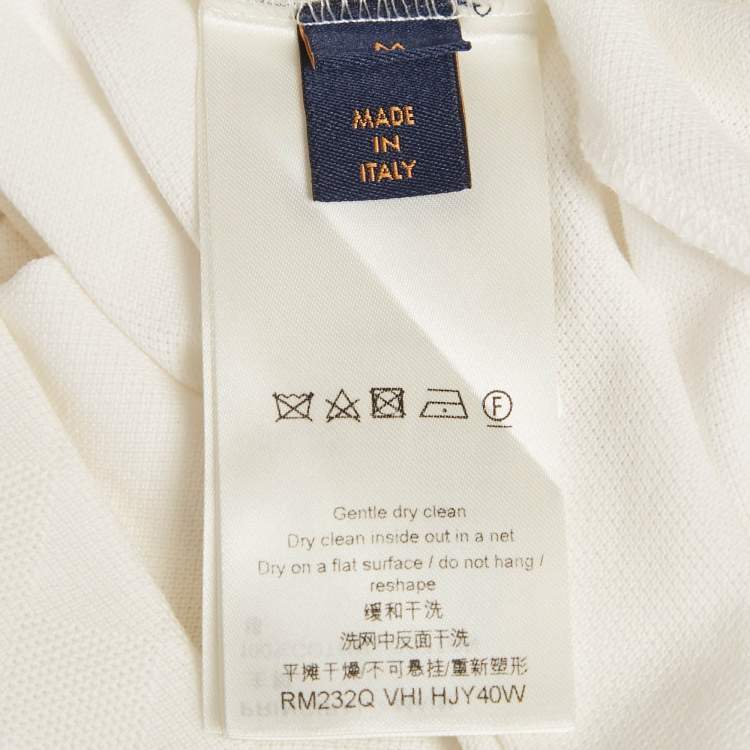 M
MADE
IN
ITALY
F
Gentle dry clean
Dry clean inside out in a net
Dry on a flat surface / do not hang /
reshape
缓和干洗
洗网中反面干洗
平摊干燥/不可悬挂/重新塑形
RM232Q VHI HJY40W